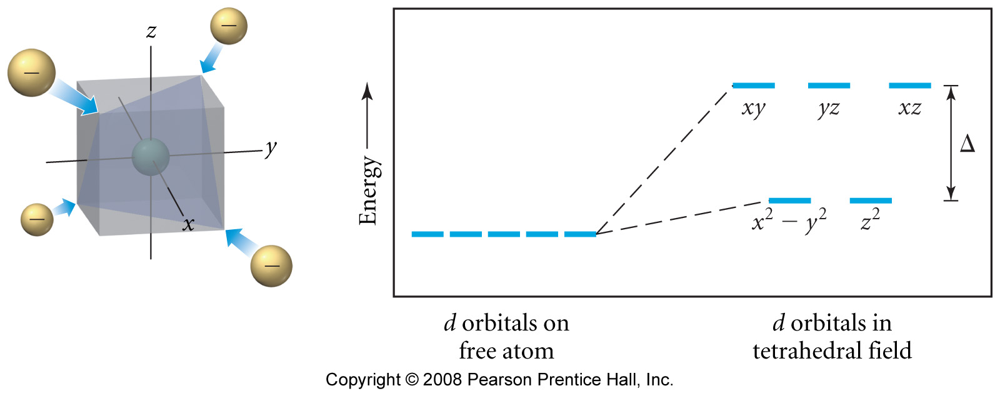 z
y
x
−
−
−
−
Energy
xy yz xz
Δ
x² − y² z²
d orbitals on
free atom
d orbitals in
tetrahedral field
Copyright © 2008 Pearson Prentice Hall, Inc.